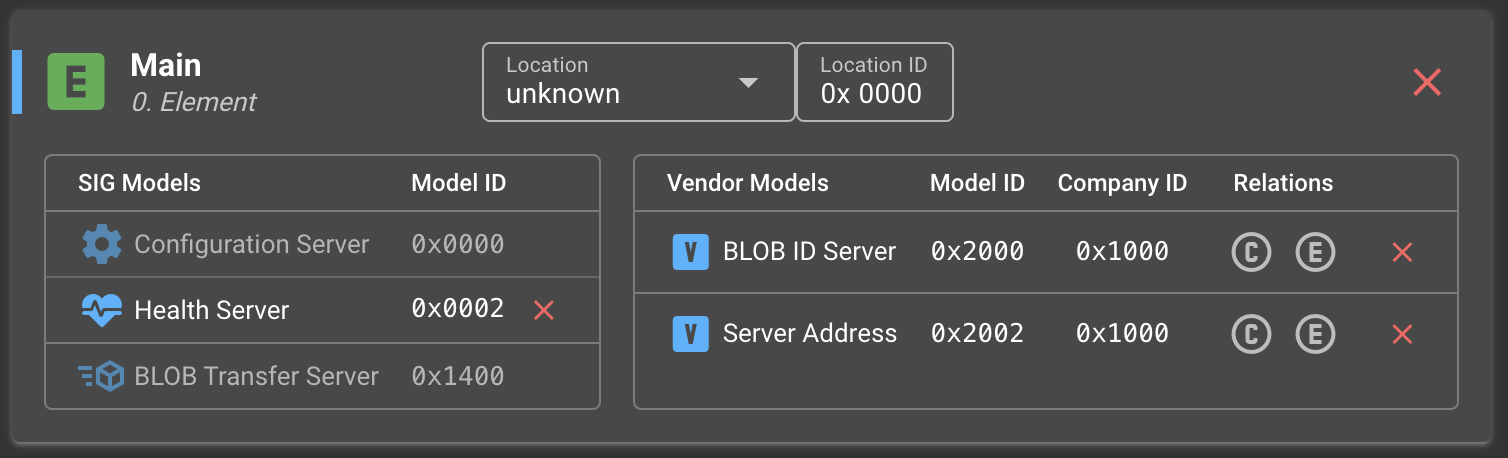 E
Main
0. Element
Location
unknown
Location ID
0x 0000
SIG Models Model ID
Configuration Server 0x0000
Health Server 0x0002
BLOB Transfer Server 0x1400
Vendor Models Model ID Company ID Relations
V BLOB ID Server 0x2000 0x1000 C E
V Server Address 0x2002 0x1000 C E